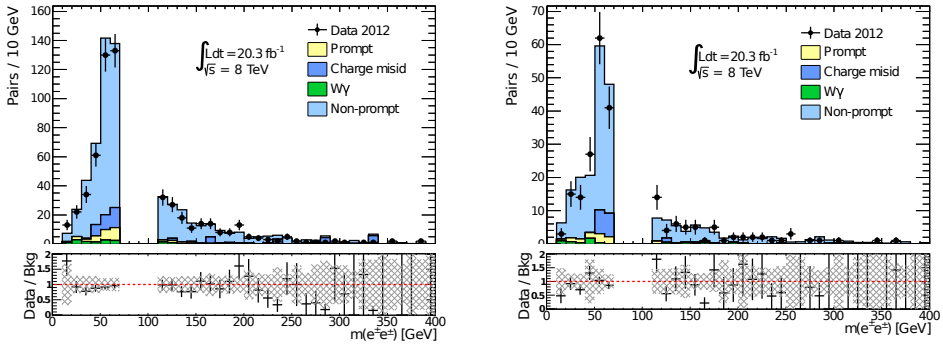 Pairs / 10 GeV
160
140
120
100
80
60
40
20
0
∫Ldt = 20.3 fb⁻¹
√s = 8 TeV
Data 2012
Prompt
Charge misid
Wγ
Non-prompt
Data / Bkg
2
1.5
1
0.5
0
0 50 100 150 200 250 300 350 400
m(e±e±) [GeV]
Pairs / 10 GeV
70
60
50
40
30
20
10
0
∫Ldt = 20.3 fb⁻¹
√s = 8 TeV
Data 2012
Prompt
Charge misid
Wγ
Non-prompt
Data / Bkg
2
1.5
1
0.5
0
0 50 100 150 200 250 300 350 400
m(e±e±) [GeV]